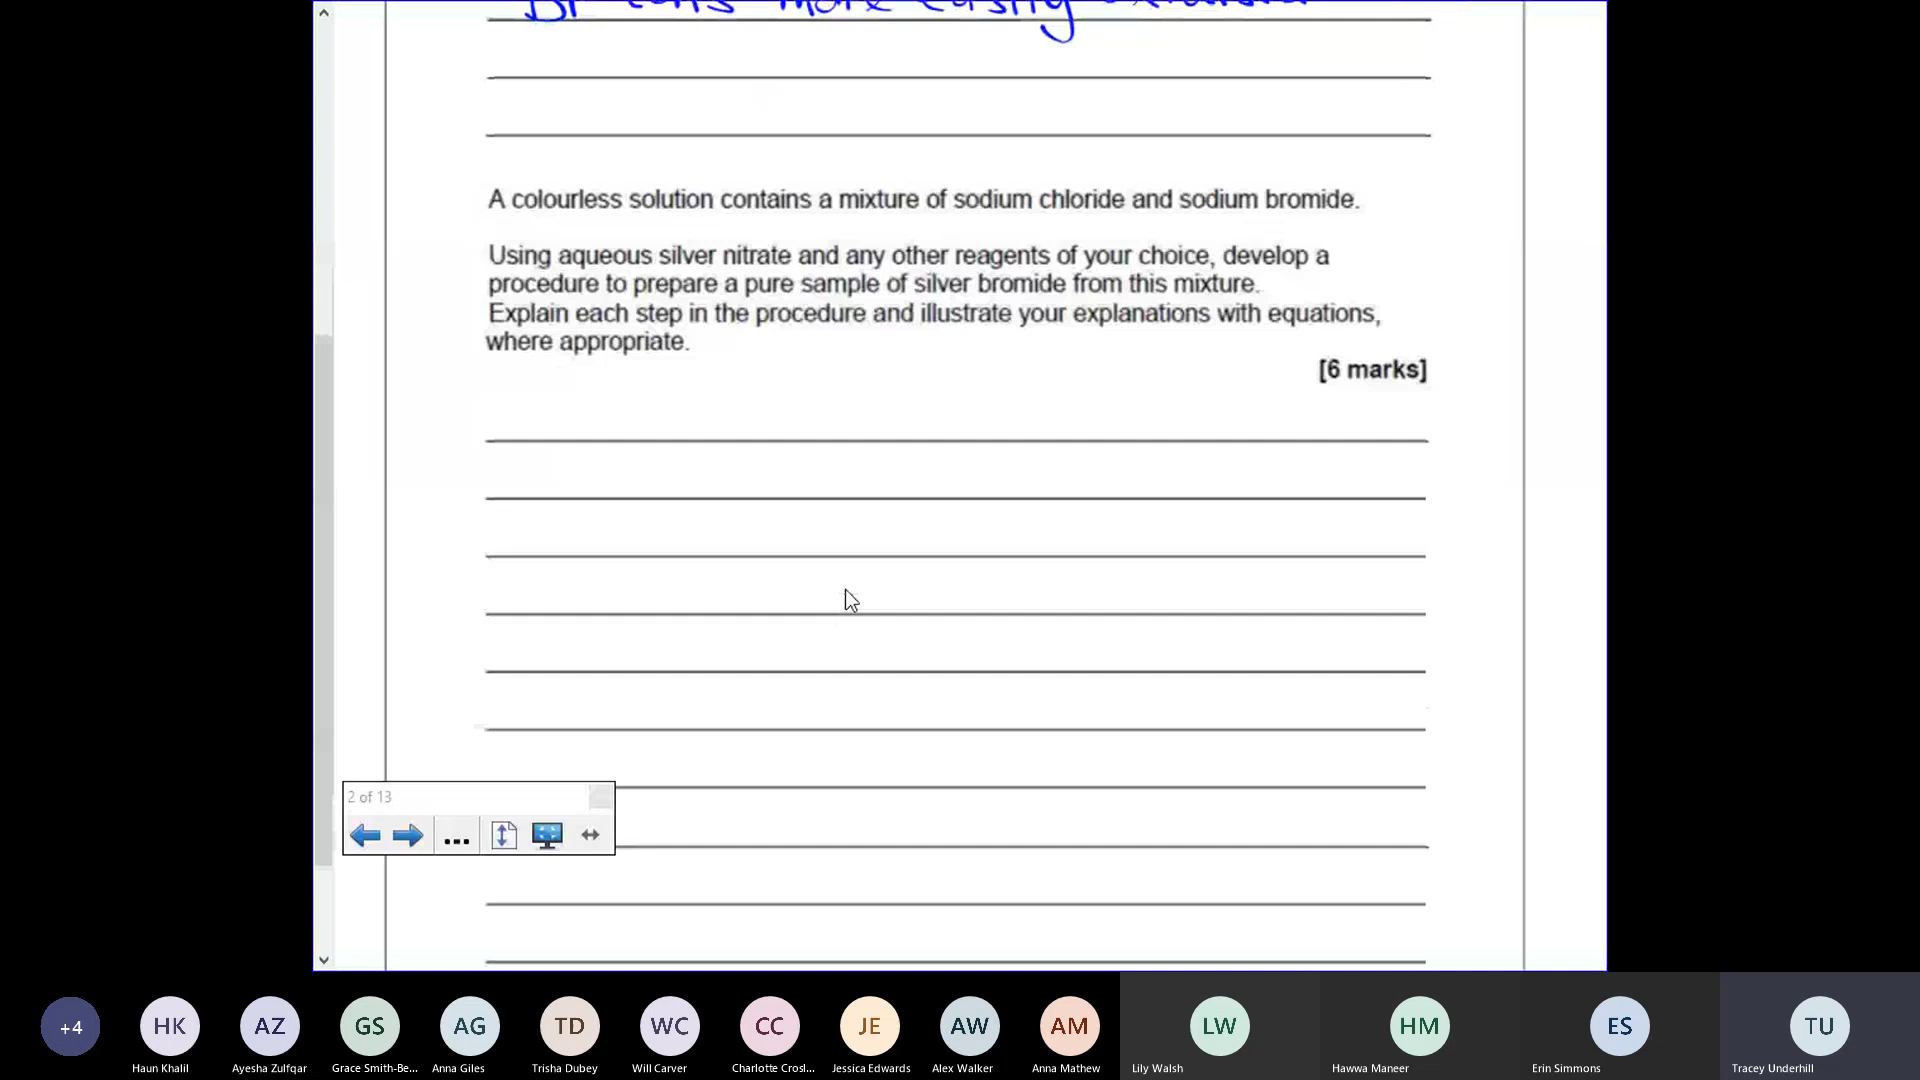 more easily
A colourless solution contains a mixture of sodium chloride and sodium bromide.
Using aqueous silver nitrate and any other reagents of your choice, develop a
procedure to prepare a pure sample of silver bromide from this mixture.
Explain each step in the procedure and illustrate your explanations with equations,
where appropriate.
[6 marks]
2 of 13
...
+4 HK AZ GS AG TD WC CC JE AW AM LW HM ES TU
Haun Khalil Ayesha Zulfqar Grace Smith-Be... Anna Giles Trisha Dubey Will Carver Charlotte Crosl... Jessica Edwards Alex Walker Anna Mathew Lily Walsh Hawwa Maneer Erin Simmons Tracey Underhill